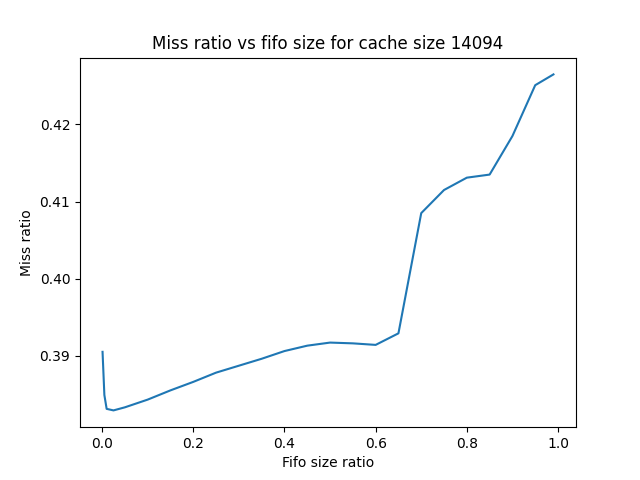 Miss ratio vs fifo size for cache size 14094
0.42
0.41
0.40
0.39
Miss ratio
0.0 0.2 0.4 0.6 0.8 1.0
Fifo size ratio